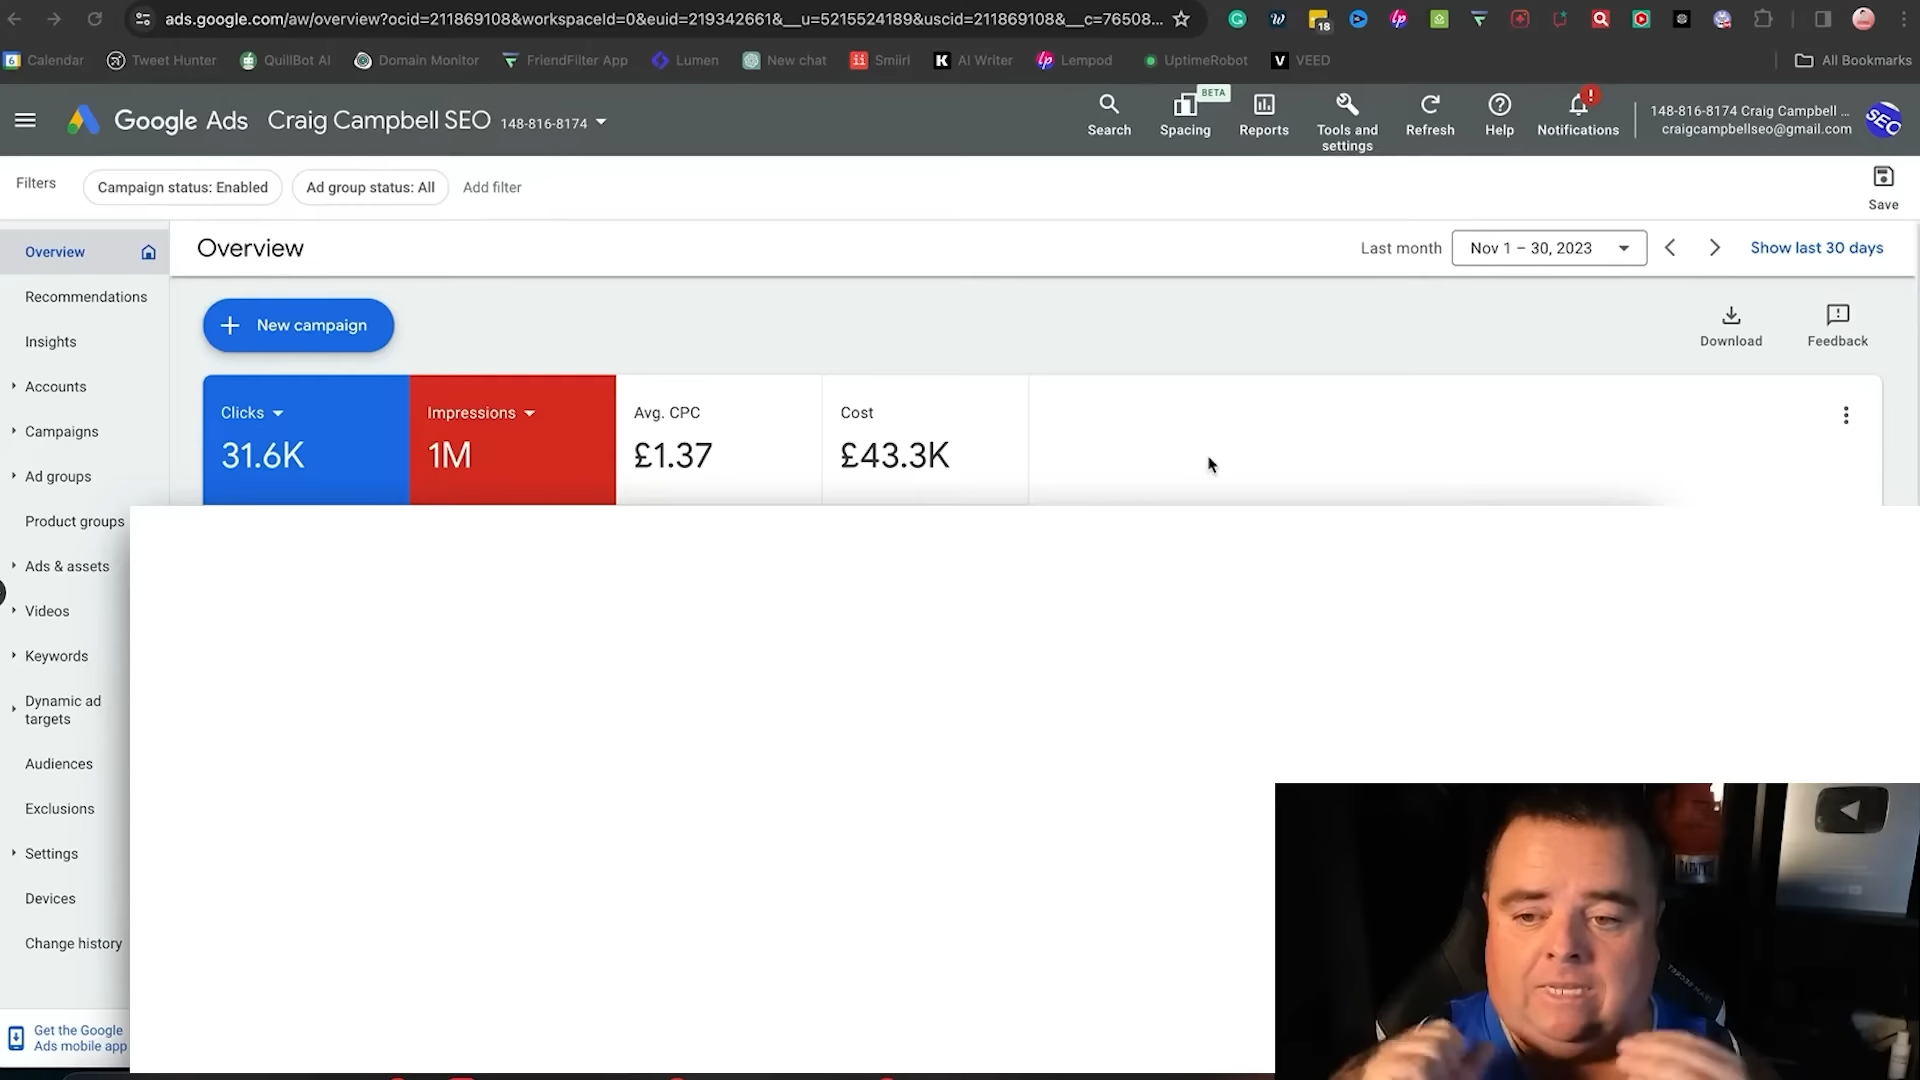 ads.google.com/aw/overview?ocid=211869108&workspaceId=0&euid=219342661&__u=5215524189&uscid=211869108&__c=76508...
18
6 Calendar
Tweet Hunter
QuillBot AI
Domain Monitor
FriendFilter App
Lumen
New chat
Smiirl
AI Writer
Lempod
UptimeRobot
VEED
All Bookmarks
Google Ads
Craig Campbell SEO 148-816-8174
Search
BETA
Spacing
Reports
Tools and
settings
Refresh
Help
Notifications
148-816-8174 Craig Campbell ...
craigcampbellseo@gmail.com
SEO
Filters
Campaign status: Enabled
Ad group status: All
Add filter
Save
Overview
Recommendations
Insights
Accounts
Campaigns
Ad groups
Product groups
Ads & assets
Videos
Keywords
Dynamic ad
targets
Audiences
Exclusions
Settings
Devices
Change history
Get the Google
Ads mobile app
Overview
Last month
Nov 1 – 30, 2023
Show last 30 days
New campaign
Download
Feedback
Clicks
31.6K
Impressions
1M
Avg. CPC
£1.37
Cost
£43.3K